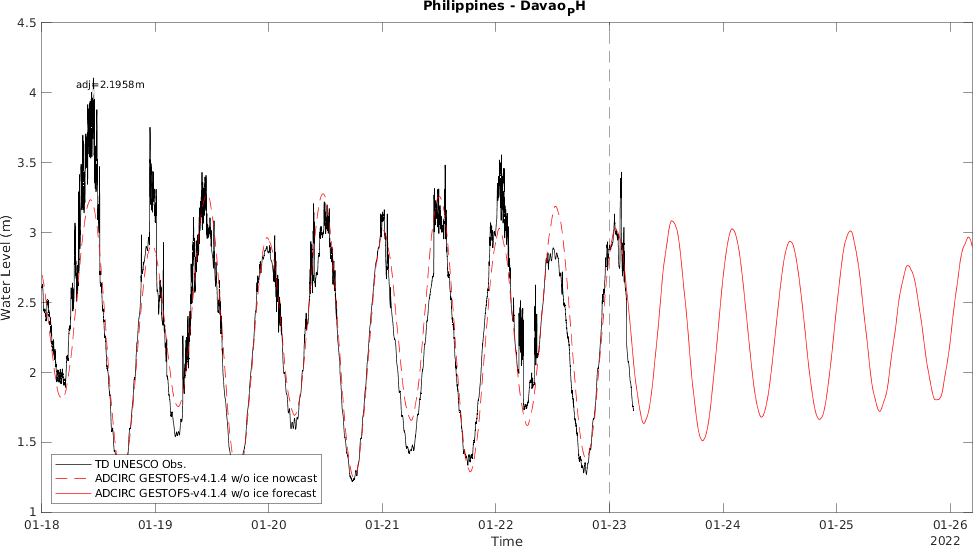 Philippines - DavaoPH
4.5
4
3.5
3
2.5
2
1.5
1
Water Level (m)
adj=2.1958m
TD UNESCO Obs.
ADCIRC GESTOFS-v4.1.4 w/o ice nowcast
ADCIRC GESTOFS-v4.1.4 w/o ice forecast
01-18 01-19 01-20 01-21 01-22 01-23 01-24 01-25 01-26
Time
2022